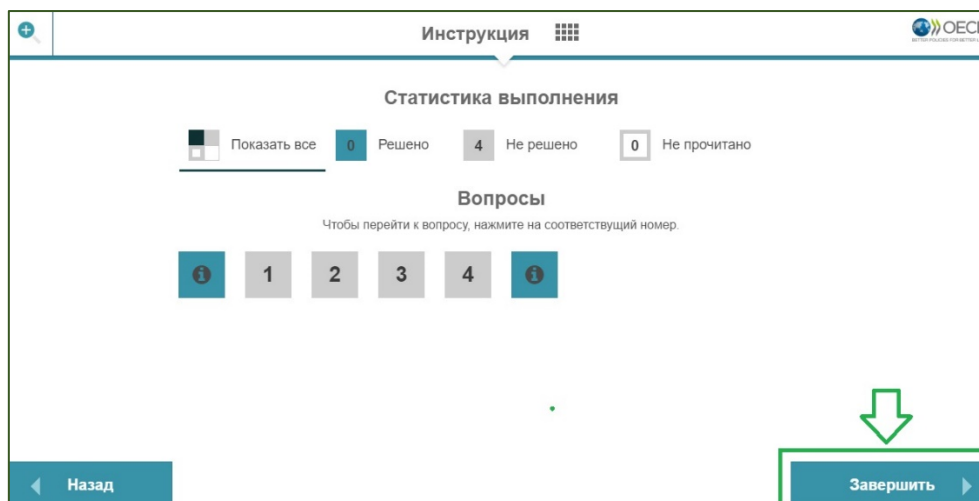 Инструкция
OECD
Статистика выполнения
Показать все 0 Решено 4 Не решено 0 Не прочитано
Вопросы
Чтобы перейти к вопросу, нажмите на соответствущий номер.
1 2 3 4
Назад
Завершить